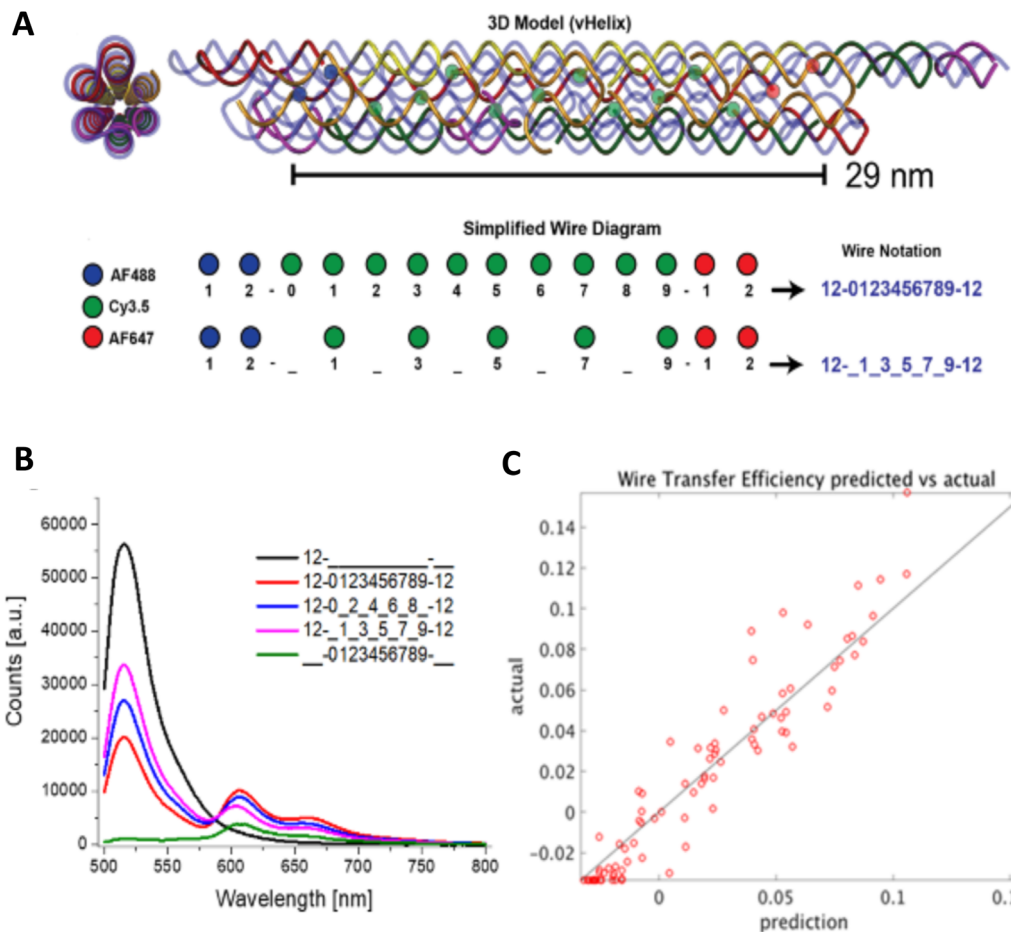 A
3D Model (vHelix)
29 nm
Simplified Wire Diagram
Wire Notation
AF488
Cy3.5
AF647
1 2 - 0 1 2 3 4 5 6 7 8 9 - 1 2
12-0123456789-12
1 2 - _ 1 _ 3 _ 5 _ 7 _ 9 - 1 2
12-_1_3_5_7_9-12
B
Counts [a.u.]
60000
50000
40000
30000
20000
10000
0
12-__________-__
12-0123456789-12
12-0_2_4_6_8_-12
12-_1_3_5_7_9-12
__-0123456789-__
500 550 600 650 700 750 800
Wavelength [nm]
C
Wire Transfer Efficiency predicted vs actual
actual
0.14
0.12
0.1
0.08
0.06
0.04
0.02
0
-0.02
0 0.05 0.1
prediction